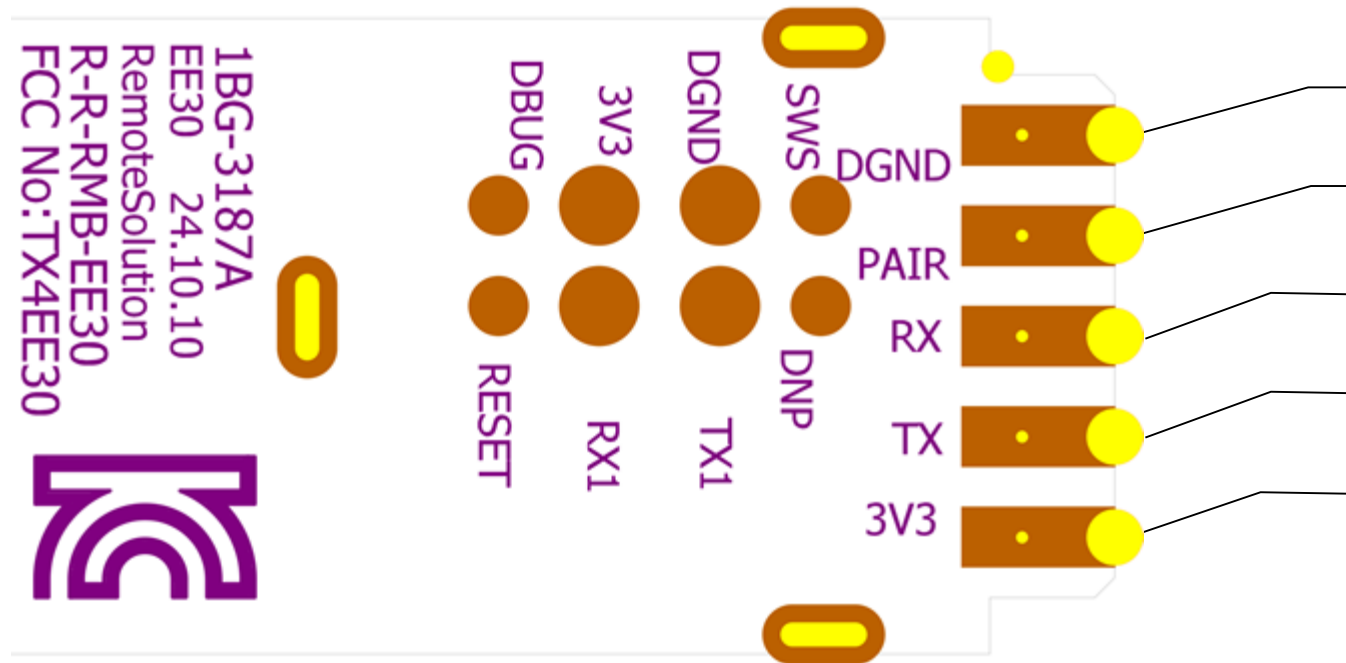 1BG-3187A
EE30 24.10.10
RemoteSolution
R-R-RMB-EE30
FCC No:TX4EE30
DBUG
3V3
DGND
SWS
RESET
RX1
TX1
DNP
DGND
PAIR
RX
TX
3V3